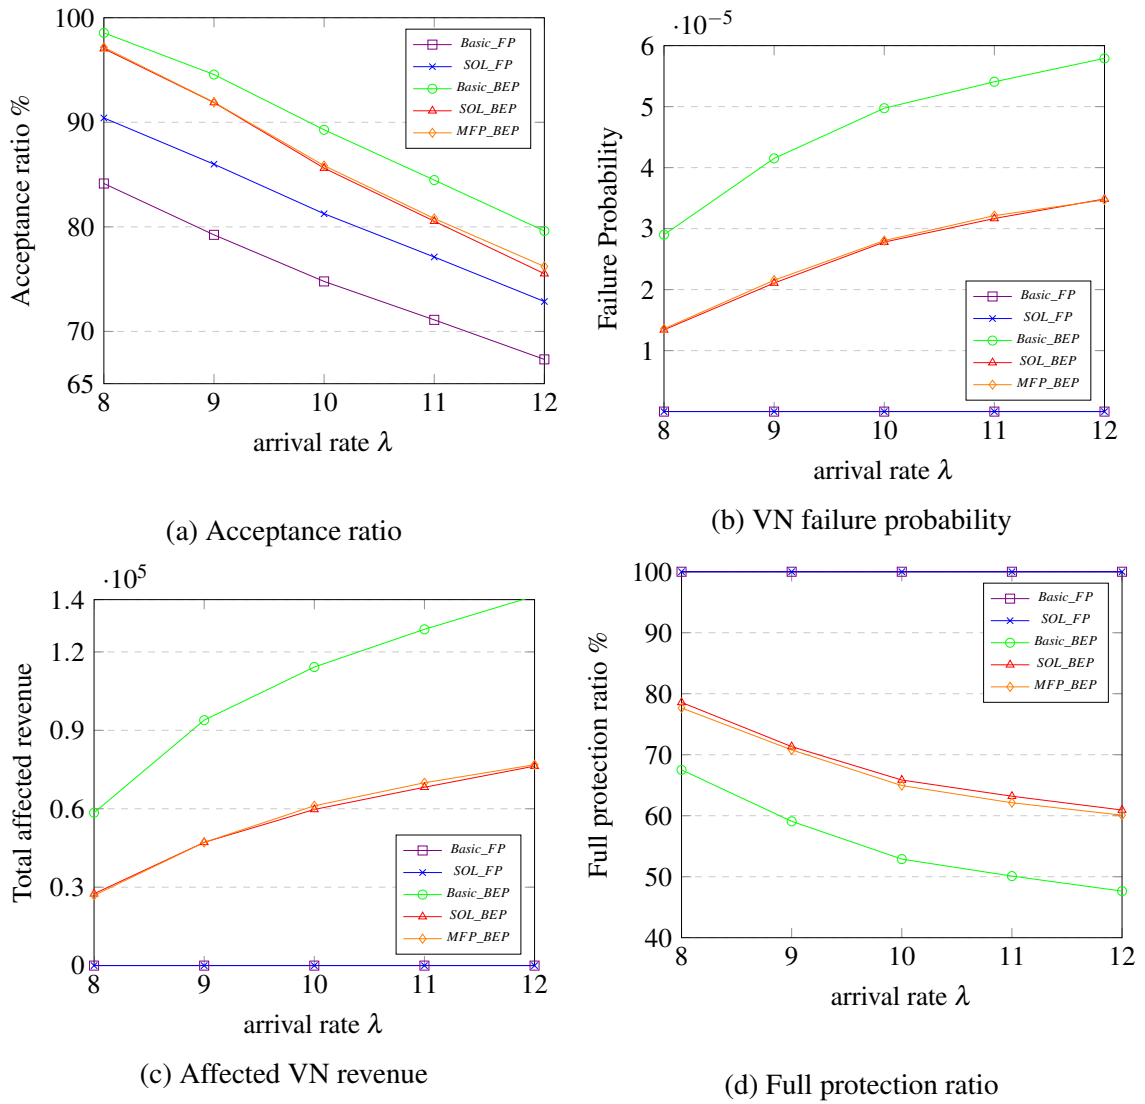 100
90
80
70
65
8
9
10
11
12
Acceptance ratio %
arrival rate λ
Basic_FP
SOL_FP
Basic_BEP
SOL_BEP
MFP_BEP
(a) Acceptance ratio
·10⁻⁵
6
5
4
3
2
1
8
9
10
11
12
Failure Probability
arrival rate λ
Basic_FP
SOL_FP
Basic_BEP
SOL_BEP
MFP_BEP
(b) VN failure probability
·10⁵
1.4
1.2
0.9
0.6
0.3
0
8
9
10
11
12
Total affected revenue
arrival rate λ
Basic_FP
SOL_FP
Basic_BEP
SOL_BEP
MFP_BEP
(c) Affected VN revenue
100
90
80
70
60
50
40
8
9
10
11
12
Full protection ratio %
arrival rate λ
Basic_FP
SOL_FP
Basic_BEP
SOL_BEP
MFP_BEP
(d) Full protection ratio